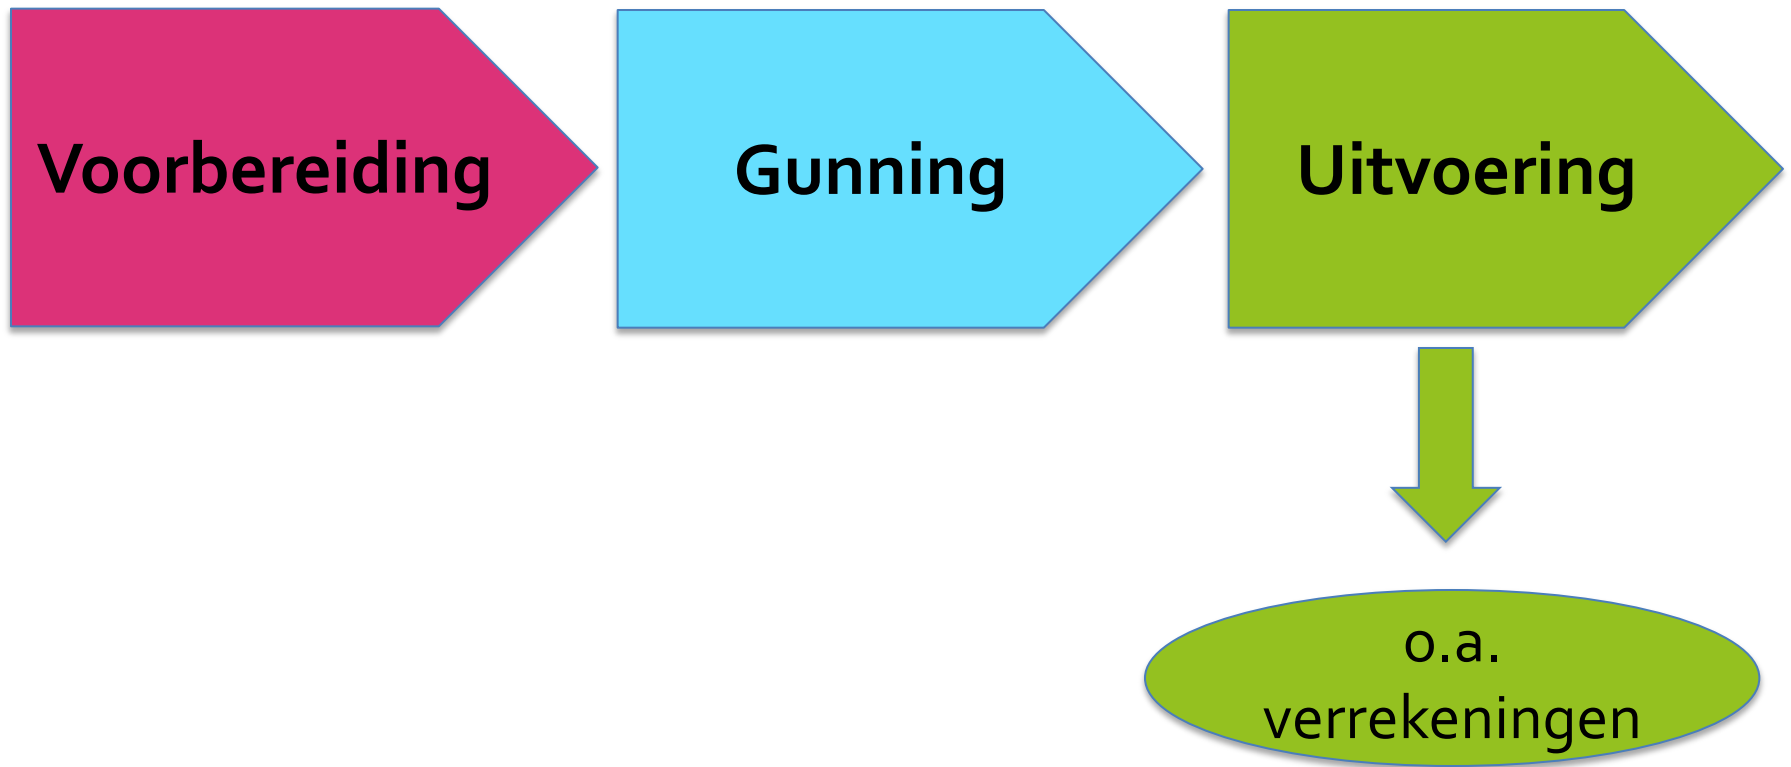 Voorbereiding
Gunning
Uitvoering
o.a.
verrekeningen